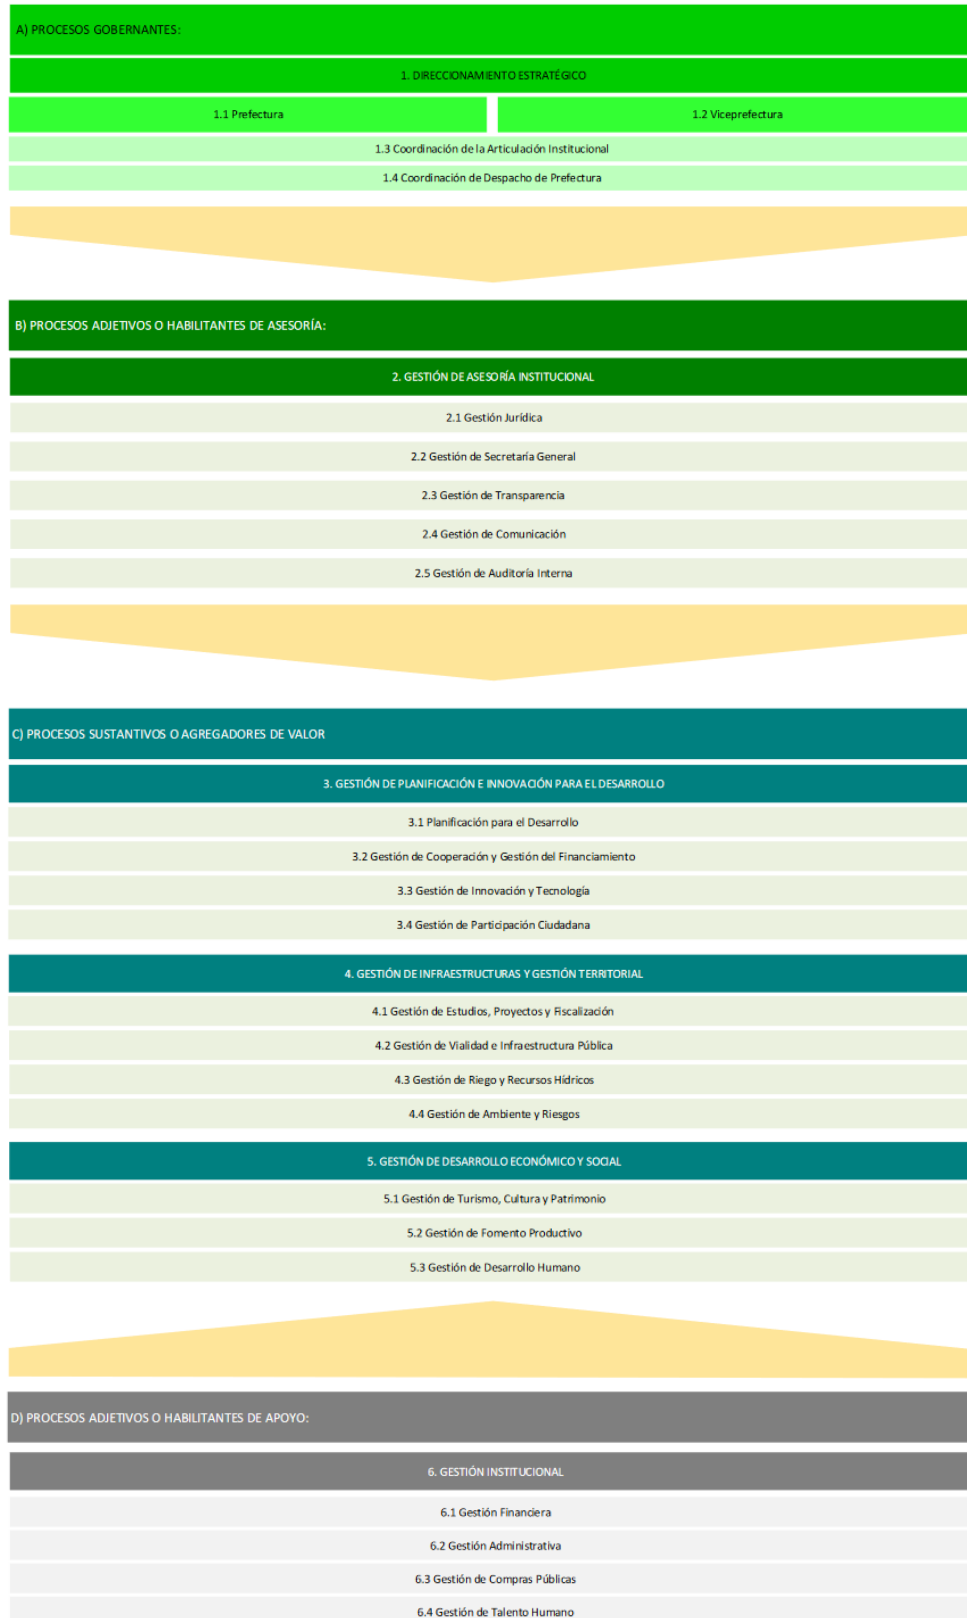 A) PROCESOS GOBERNANTES:
1. DIRECCIONAMIENTO ESTRATÉGICO
1.1 Prefectura
1.2 Viceprefectura
1.3 Coordinación de la Articulación Institucional
1.4 Coordinación de Despacho de Prefectura
B) PROCESOS ADJETIVOS O HABILITANTES DE ASESORÍA:
2. GESTIÓN DE ASESORÍA INSTITUCIONAL
2.1 Gestión Jurídica
2.2 Gestión de Secretaría General
2.3 Gestión de Transparencia
2.4 Gestión de Comunicación
2.5 Gestión de Auditoría Interna
C) PROCESOS SUSTANTIVOS O AGREGADORES DE VALOR
3. GESTIÓN DE PLANIFICACIÓN E INNOVACIÓN PARA EL DESARROLLO
3.1 Planificación para el Desarrollo
3.2 Gestión de Cooperación y Gestión del Financiamiento
3.3 Gestión de Innovación y Tecnología
3.4 Gestión de Participación Ciudadana
4. GESTIÓN DE INFRAESTRUCTURAS Y GESTIÓN TERRITORIAL
4.1 Gestión de Estudios, Proyectos y Fiscalización
4.2 Gestión de Vialidad e Infraestructura Pública
4.3 Gestión de Riego y Recursos Hídricos
4.4 Gestión de Ambiente y Riesgos
5. GESTIÓN DE DESARROLLO ECONÓMICO Y SOCIAL
5.1 Gestión de Turismo, Cultura y Patrimonio
5.2 Gestión de Fomento Productivo
5.3 Gestión de Desarrollo Humano
D) PROCESOS ADJETIVOS O HABILITANTES DE APOYO:
6. GESTIÓN INSTITUCIONAL
6.1 Gestión Financiera
6.2 Gestión Administrativa
6.3 Gestión de Compras Públicas
6.4 Gestión de Talento Humano